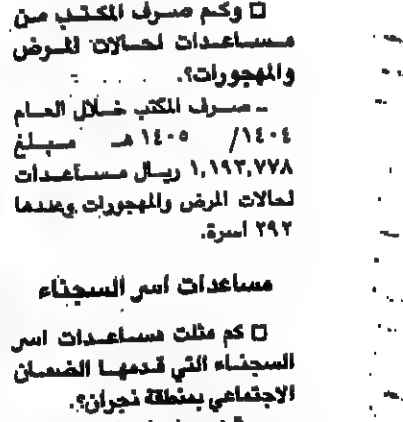 □ وكم صرف المكتب من
مساعدات لحالات المرض
والمهجورات؟.
ـ صرف المكتب خلال العام
١٤٠٤/ ١٤٠٥ هـ مبلغ
١,١٩٣,٧٧٨ ريال مساعدات
لحالات المرض والمهجورات وعددها
٢٩٢ اسرة.
مساعدات اسر السجناء
□ كم مثلت مساعدات اسر
السجناء التي قدمها الضمان
الاجتماعي بمنطقة نجران؟.